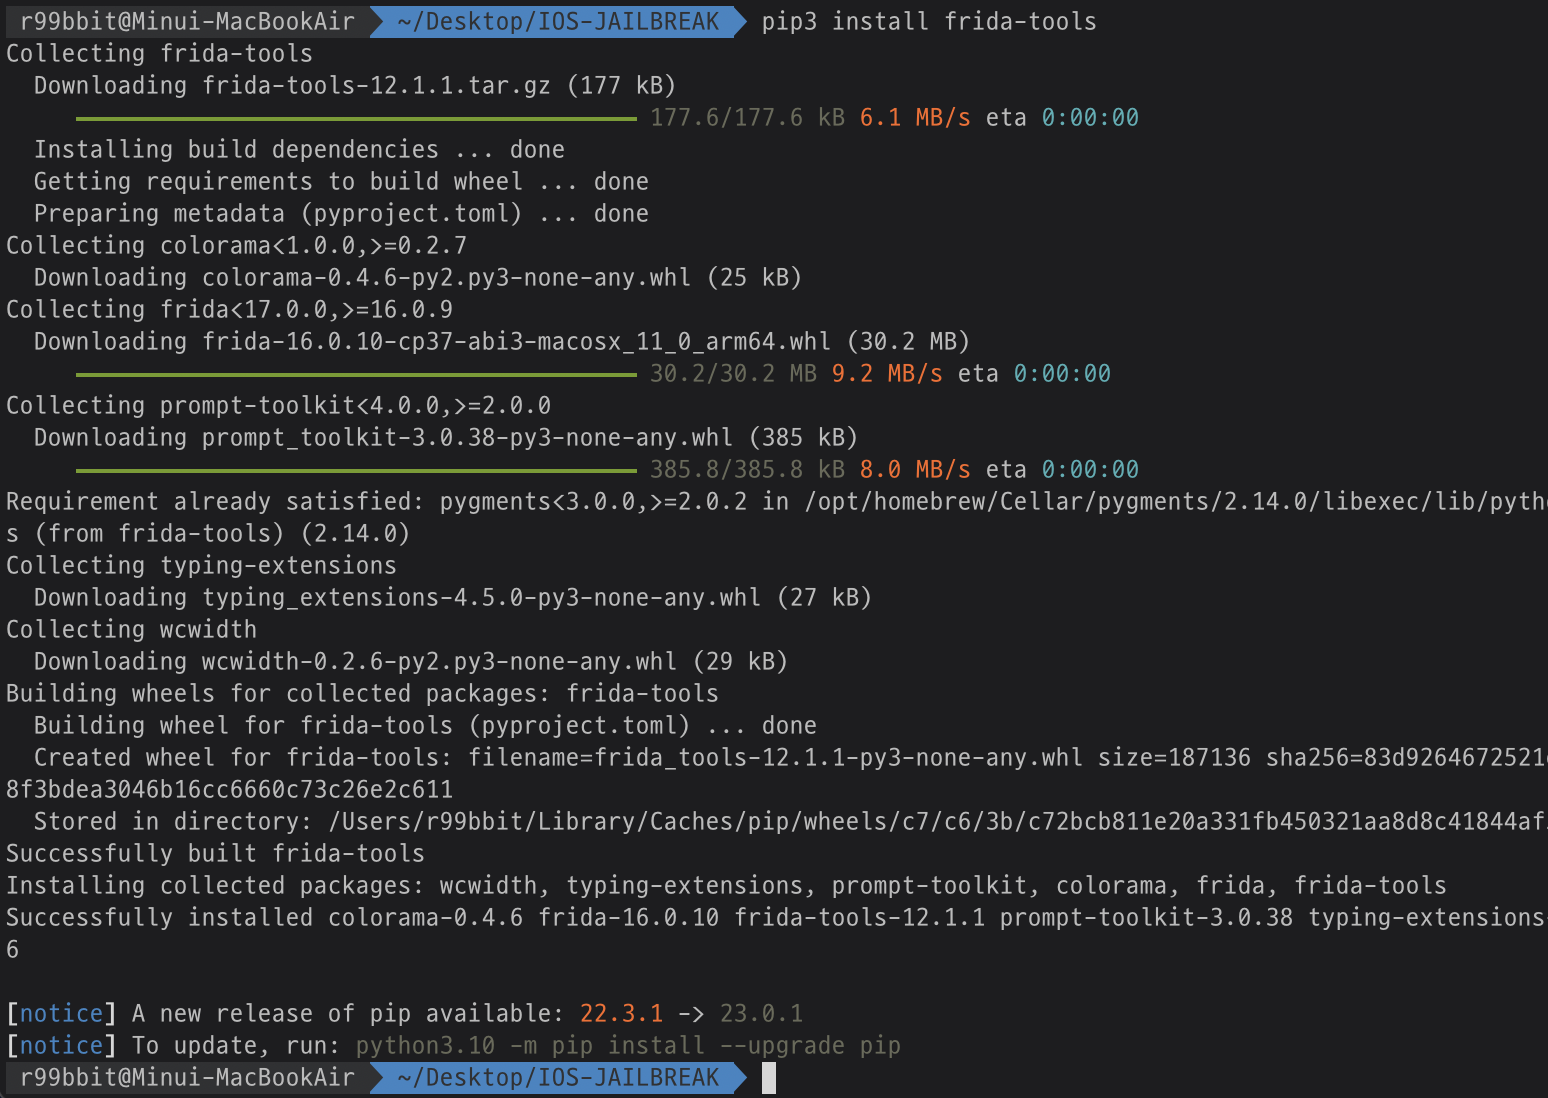 r99bbit@Minui-MacBookAir ~/Desktop/IOS-JAILBREAK pip3 install frida-tools
Collecting frida-tools
Downloading frida-tools-12.1.1.tar.gz (177 kB)
177.6/177.6 kB 6.1 MB/s eta 0:00:00
Installing build dependencies ... done
Getting requirements to build wheel ... done
Preparing metadata (pyproject.toml) ... done
Collecting colorama<1.0.0,>=0.2.7
Downloading colorama-0.4.6-py2.py3-none-any.whl (25 kB)
Collecting frida<17.0.0,>=16.0.9
Downloading frida-16.0.10-cp37-abi3-macosx_11_0_arm64.whl (30.2 MB)
30.2/30.2 MB 9.2 MB/s eta 0:00:00
Collecting prompt-toolkit<4.0.0,>=2.0.0
Downloading prompt_toolkit-3.0.38-py3-none-any.whl (385 kB)
385.8/385.8 kB 8.0 MB/s eta 0:00:00
Requirement already satisfied: pygments<3.0.0,>=2.0.2 in /opt/homebrew/Cellar/pygments/2.14.0/libexec/lib/pyth
s (from frida-tools) (2.14.0)
Collecting typing-extensions
Downloading typing_extensions-4.5.0-py3-none-any.whl (27 kB)
Collecting wcwidth
Downloading wcwidth-0.2.6-py2.py3-none-any.whl (29 kB)
Building wheels for collected packages: frida-tools
Building wheel for frida-tools (pyproject.toml) ... done
Created wheel for frida-tools: filename=frida_tools-12.1.1-py3-none-any.whl size=187136 sha256=83d9264672521
8f3bdea3046b16cc6660c73c26e2c611
Stored in directory: /Users/r99bbit/Library/Caches/pip/wheels/c7/c6/3b/c72bcb811e20a331fb450321aa8d8c41844af
Successfully built frida-tools
Installing collected packages: wcwidth, typing-extensions, prompt-toolkit, colorama, frida, frida-tools
Successfully installed colorama-0.4.6 frida-16.0.10 frida-tools-12.1.1 prompt-toolkit-3.0.38 typing-extensions-
6
[notice] A new release of pip available: 22.3.1 -> 23.0.1
[notice] To update, run: python3.10 -m pip install --upgrade pip
r99bbit@Minui-MacBookAir ~/Desktop/IOS-JAILBREAK